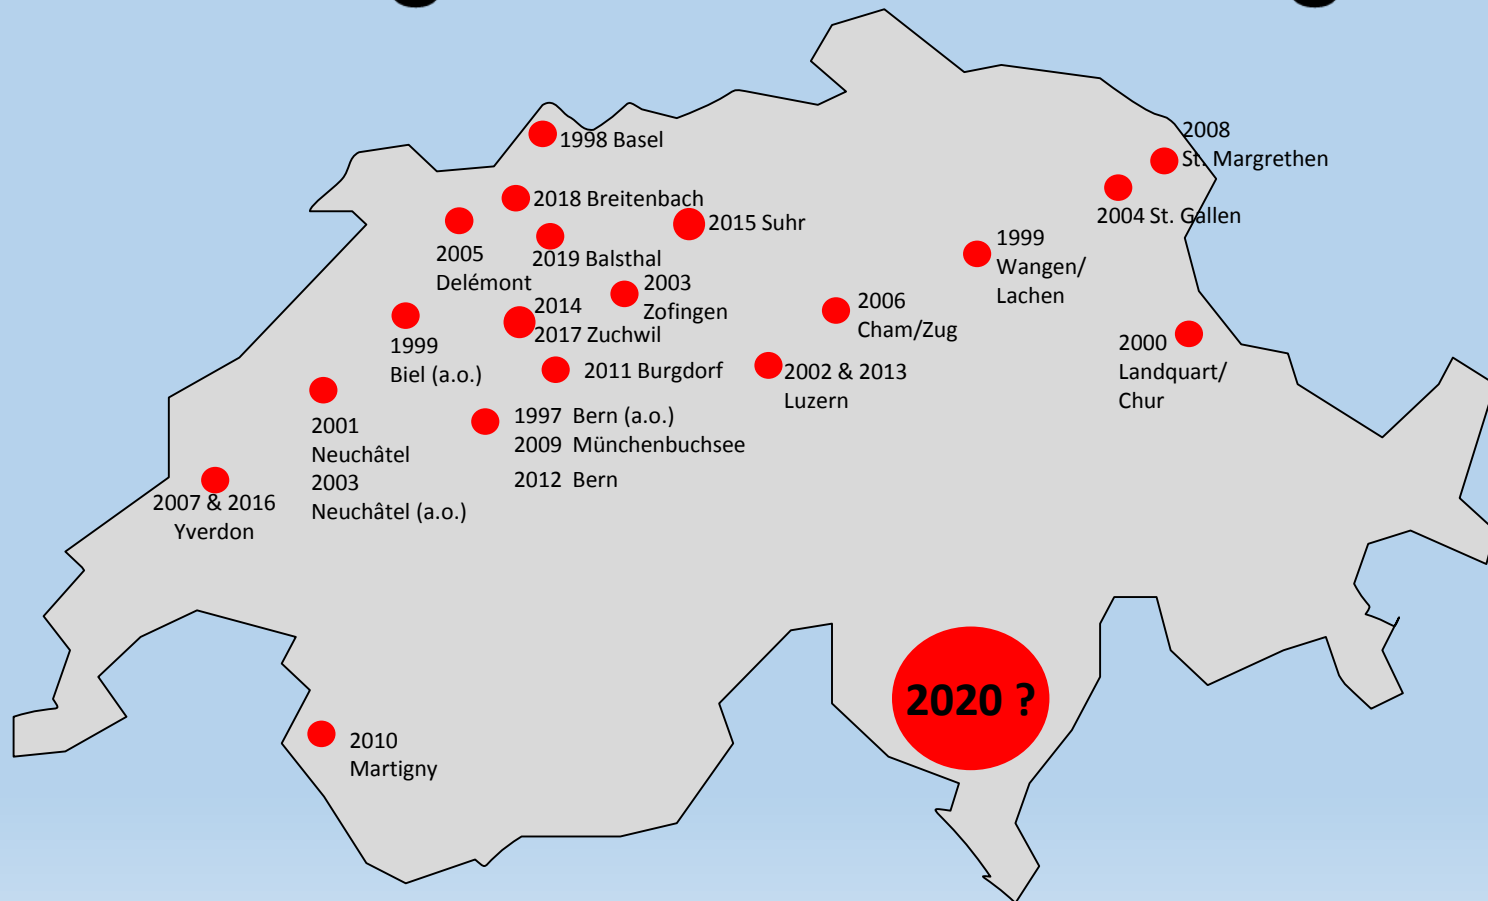 1998 Basel
2008
St. Margrethen
2018 Breitenbach
2004 St. Gallen
2015 Suhr
2005
Delémont
2019 Balsthal
1999
Wangen/
Lachen
2003
Zofingen
2014
2017 Zuchwil
2006
Cham/Zug
1999
Biel (a.o.)
2000
Landquart/
Chur
2011 Burgdorf
2002 & 2013
Luzern
2001
Neuchâtel
2003
Neuchâtel (a.o.)
1997 Bern (a.o.)
2009 Münchenbuchsee
2012 Bern
2007 & 2016
Yverdon
2020 ?
2010
Martigny